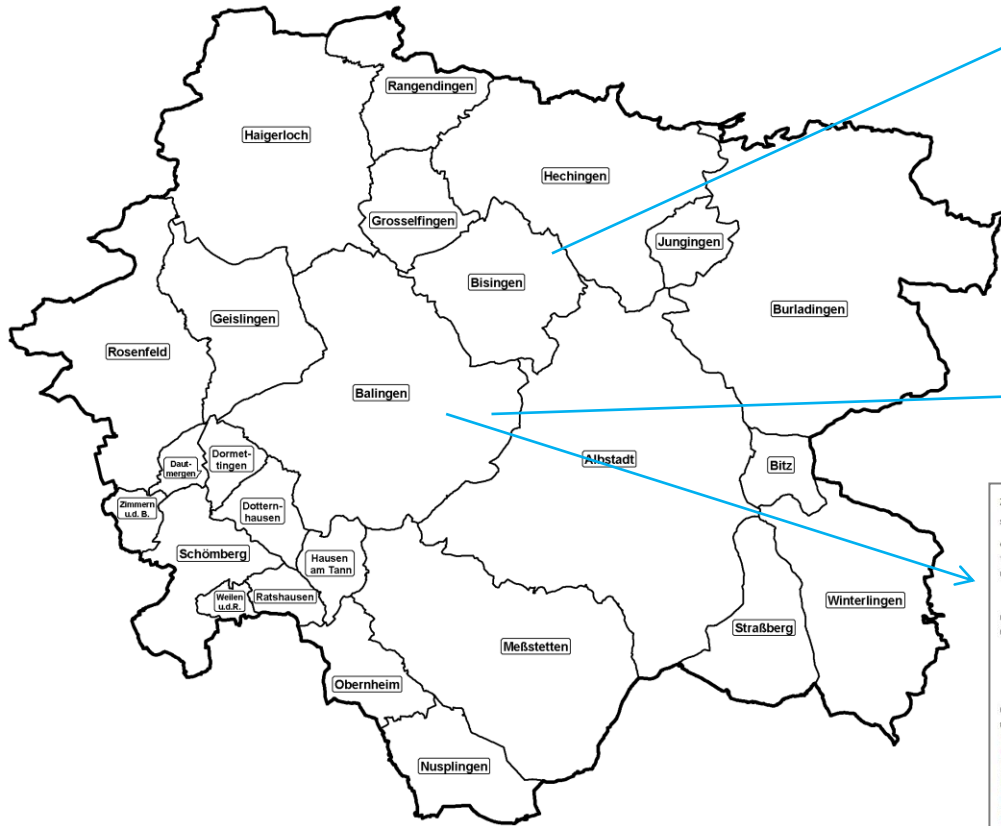 Rangendingen
Haigerloch
Hechingen
Grosselfingen
Jungingen
Bisingen
Burladingen
Geislingen
Rosenfeld
Balingen
Dormet-
tingen
Daut-
mergen
Albstadt
Bitz
Zimmern
u.d. B.
Dottern-
hausen
Schömberg
Hausen
am Tann
Weilen
u.d.R.
Ratshausen
Winterlingen
Straßberg
Meßstetten
Obernheim
Nusplingen